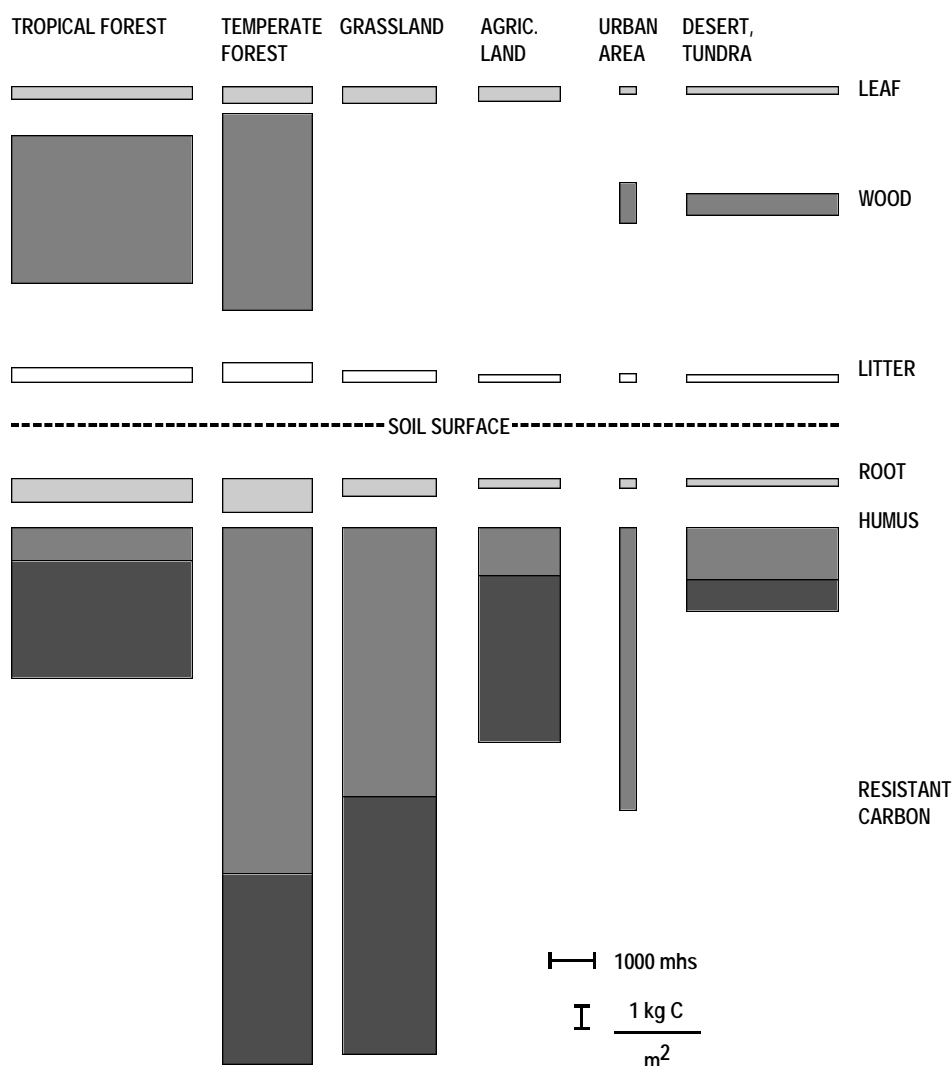 TROPICAL FOREST
TEMPERATE
FOREST
GRASSLAND
AGRIC.
LAND
URBAN
AREA
DESERT,
TUNDRA
LEAF
WOOD
LITTER
SOIL SURFACE
ROOT
HUMUS
RESISTANT
CARBON
1000 mhs
1 kg C
m²